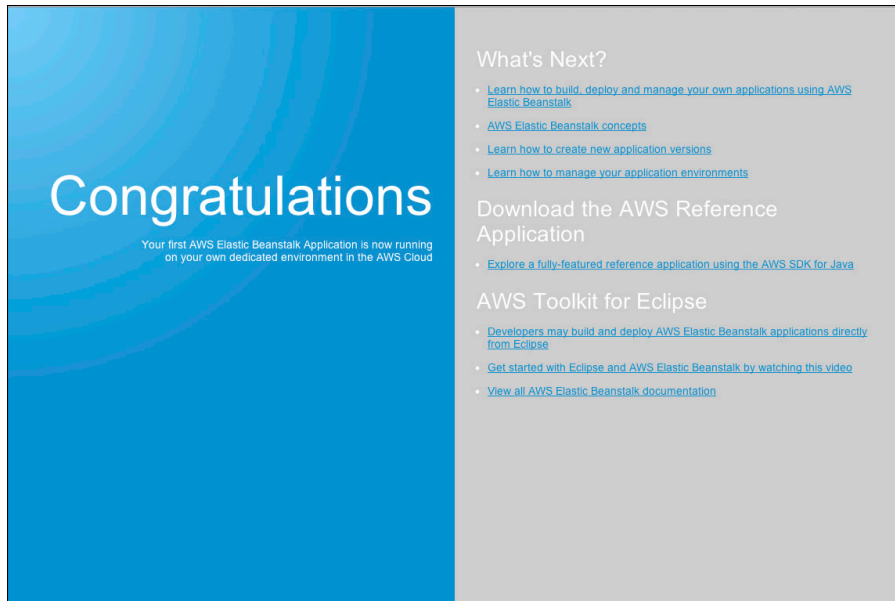 Congratulations
Your first AWS Elastic Beanstalk Application is now running
on your own dedicated environment in the AWS Cloud
What's Next?
Learn how to build, deploy and manage your own applications using AWS
Elastic Beanstalk
AWS Elastic Beanstalk concepts
Learn how to create new application versions
Learn how to manage your application environments
Download the AWS Reference
Application
Explore a fully-featured reference application using the AWS SDK for Java
AWS Toolkit for Eclipse
Developers may build and deploy AWS Elastic Beanstalk applications directly
from Eclipse
Get started with Eclipse and AWS Elastic Beanstalk by watching this video
View all AWS Elastic Beanstalk documentation